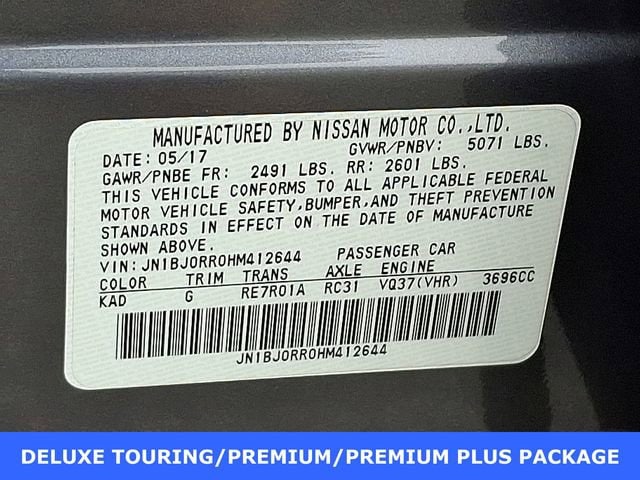 MANUFACTURED BY NISSAN MOTOR CO.,LTD.
DATE: 05/17 GVWR/PNBV: 5071 LBS.
GAWR/PNBE FR: 2491 LBS. RR: 2601 LBS.
THIS VEHICLE CONFORMS TO ALL APPLICABLE FEDERAL
MOTOR VEHICLE SAFETY,BUMPER,AND THEFT PREVENTION
STANDARDS IN EFFECT ON THE DATE OF MANUFACTURE
SHOWN ABOVE.
VIN: JN1BJ0RR0HM412644 PASSENGER CAR
COLOR TRIM TRANS AXLE ENGINE
KAD G RE7R01A RC31 VQ37(VHR) 3696CC
JN1BJ0RR0HM412644
DELUXE TOURING/PREMIUM/PREMIUM PLUS PACKAGE